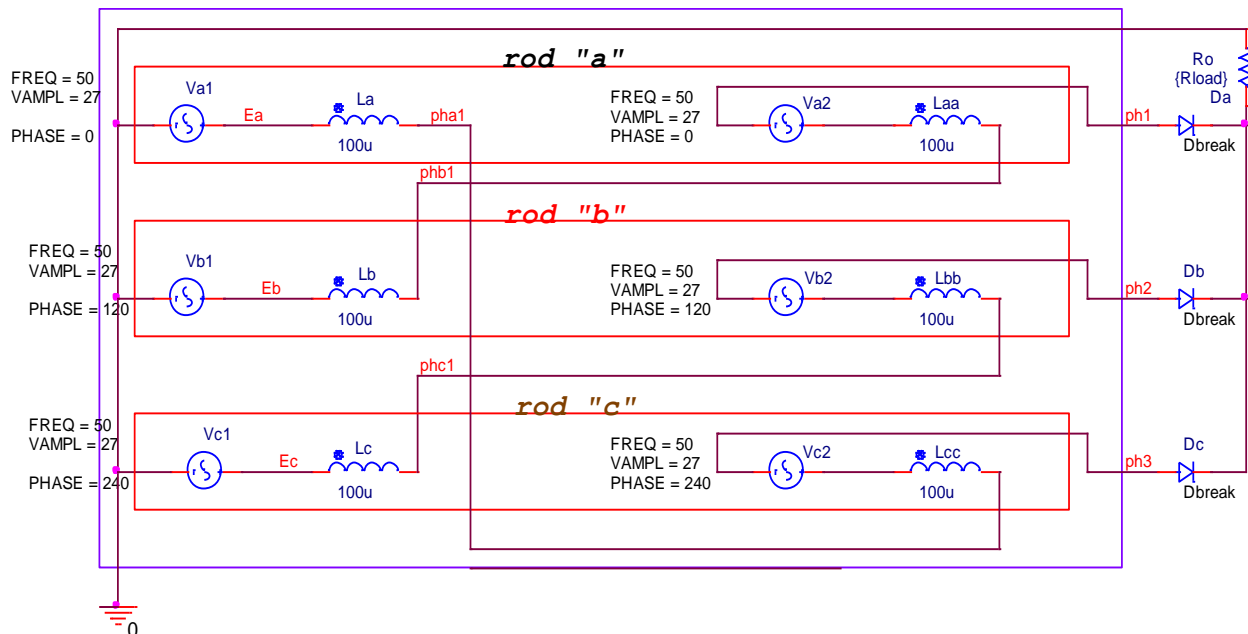 rod "a"
FREQ = 50
VAMPL = 27
PHASE = 0
Va1
Ea
La
100u
pha1
FREQ = 50
VAMPL = 27
PHASE = 0
Va2
Laa
100u
ph1
Ro
{Rload}
Da
Dbreak
phb1
rod "b"
FREQ = 50
VAMPL = 27
PHASE = 120
Vb1
Eb
Lb
100u
FREQ = 50
VAMPL = 27
PHASE = 120
Vb2
Lbb
100u
ph2
Db
Dbreak
phc1
rod "c"
FREQ = 50
VAMPL = 27
PHASE = 240
Vc1
Ec
Lc
100u
FREQ = 50
VAMPL = 27
PHASE = 240
Vc2
Lcc
100u
ph3
Dc
Dbreak
0